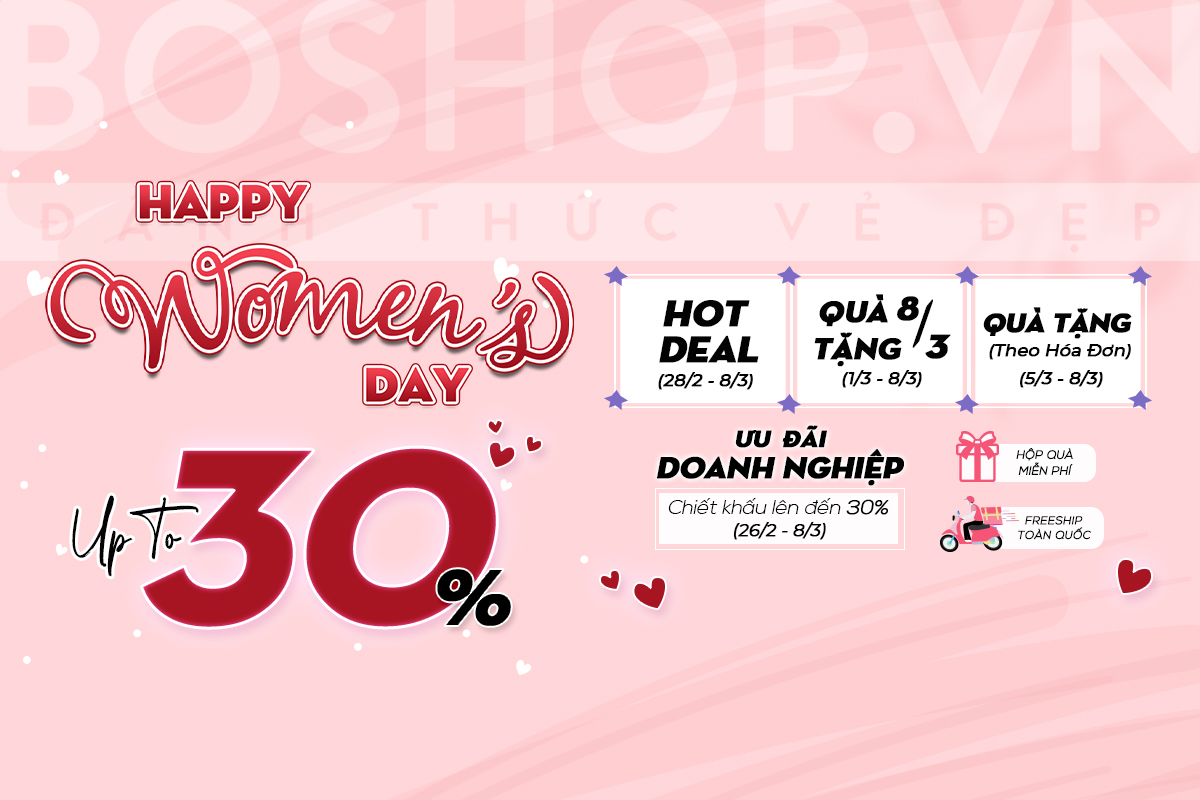 BOSHOP.VN
ĐÁNH THỨC VẺ ĐẸP
HAPPY
Women's
DAY
Up To 30%
HOT
DEAL
(28/2 - 8/3)
QUÀ 8/3
TẶNG
(1/3 - 8/3)
QUÀ TẶNG
(Theo Hóa Đơn)
(5/3 - 8/3)
ƯU ĐÃI
DOANH NGHIỆP
Chiết khấu lên đến 30%
(26/2 - 8/3)
HỘP QUÀ
MIỄN PHÍ
FREESHIP
TOÀN QUỐC